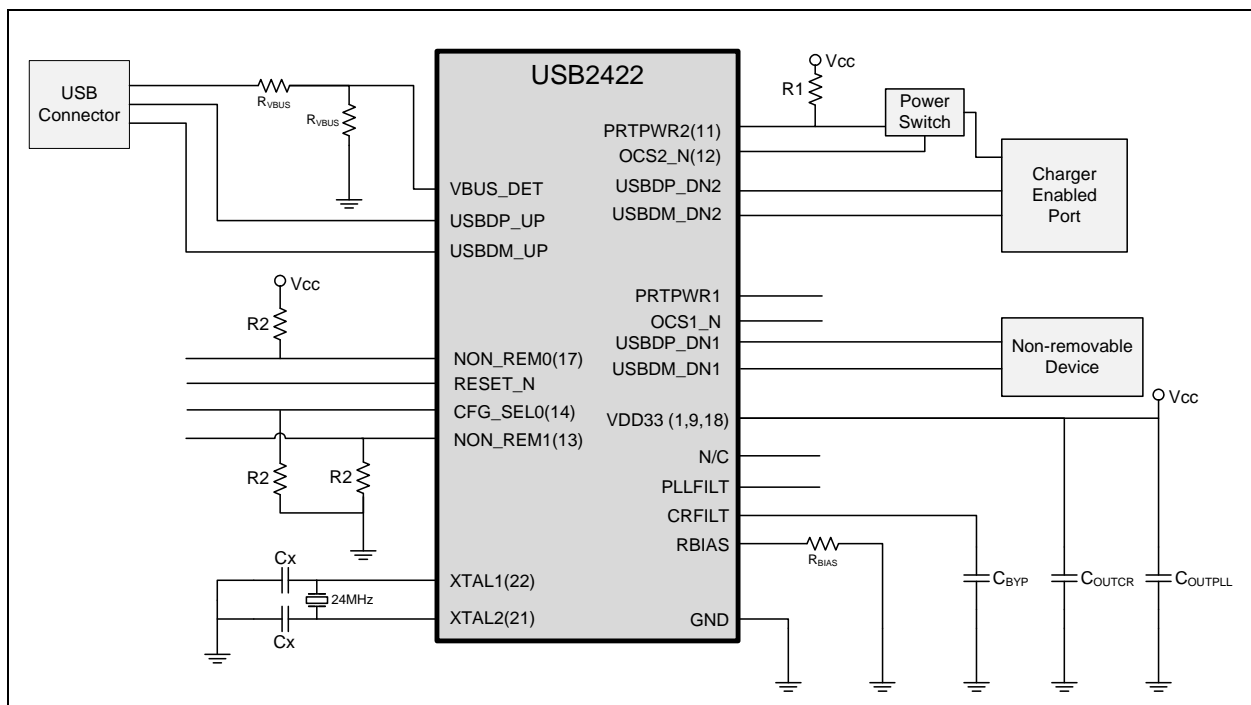 USB2422
USB
Connector
RVBUS
RVBUS
VBUS_DET
USBDP_UP
USBDM_UP
Vcc
R2
NON_REM0(17)
RESET_N
CFG_SEL0(14)
NON_REM1(13)
R2
R2
Cx
24MHz
Cx
XTAL1(22)
XTAL2(21)
Vcc
R1
Power
Switch
PRTPWR2(11)
OCS2_N(12)
USBDP_DN2
USBDM_DN2
Charger
Enabled
Port
PRTPWR1
OCS1_N
USBDP_DN1
USBDM_DN1
Non-removable
Device
Vcc
VDD33 (1,9,18)
N/C
PLLFILT
CRFILT
RBIAS
RBIAS
GND
CBYP
COUTCR
COUTPLL